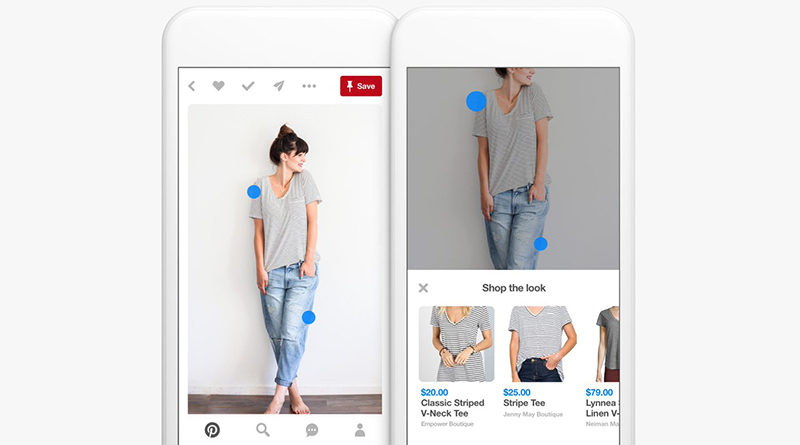 Save
Shop the look
$20.00
Classic Striped
V-Neck Tee
Empower Boutique
$25.00
Stripe Tee
Jenny May Boutique
$79.00
Lynnea
Linen V-
Neiman Ma